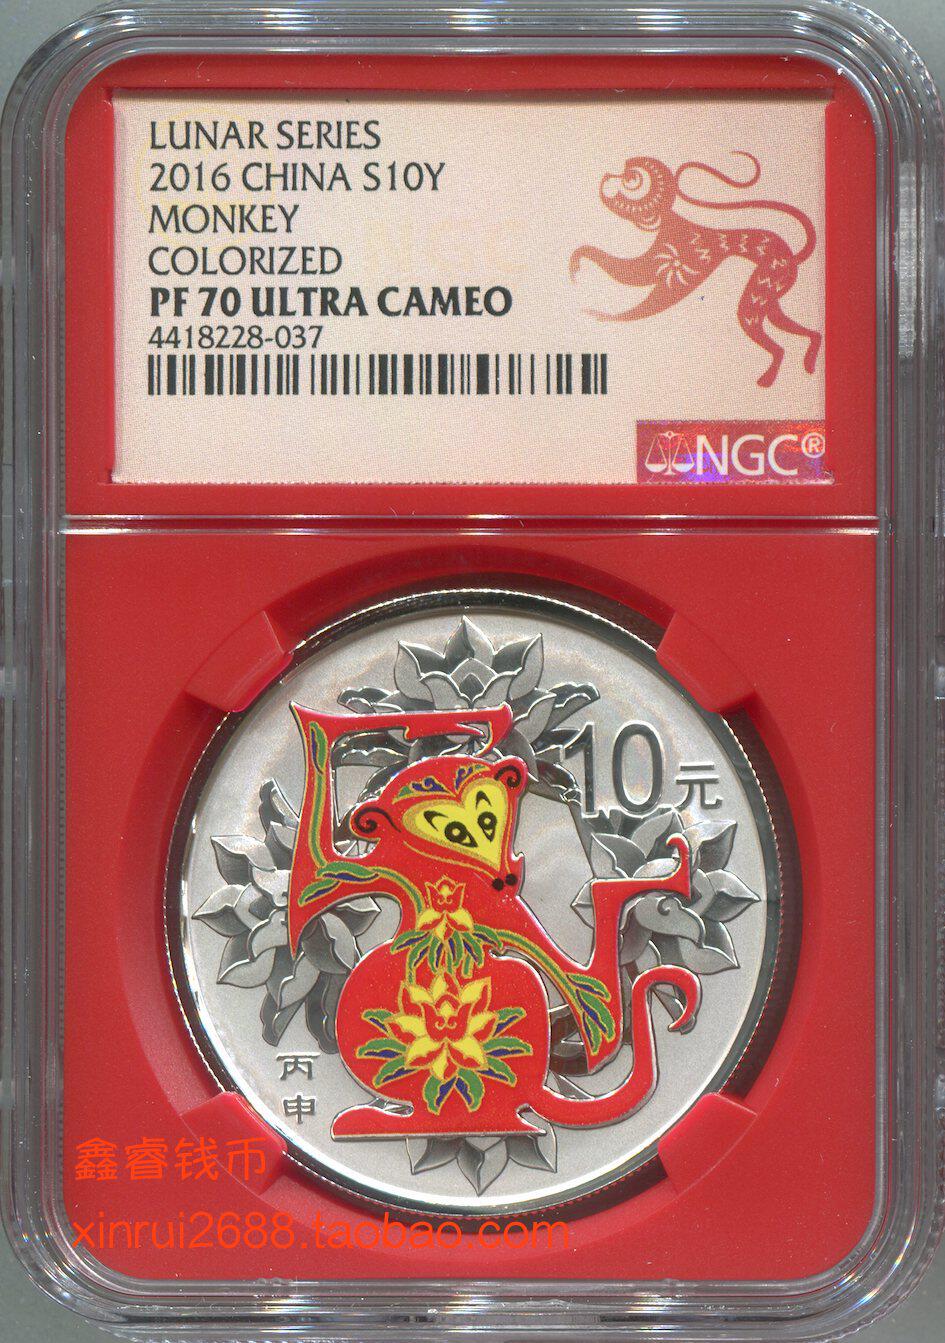 LUNAR SERIES
2016 CHINA S10Y
MONKEY
COLORIZED
PF 70 ULTRA CAMEO
4418228-037
NGC®
10元
丙
申
鑫睿钱币
xinrui2688.taobao.com